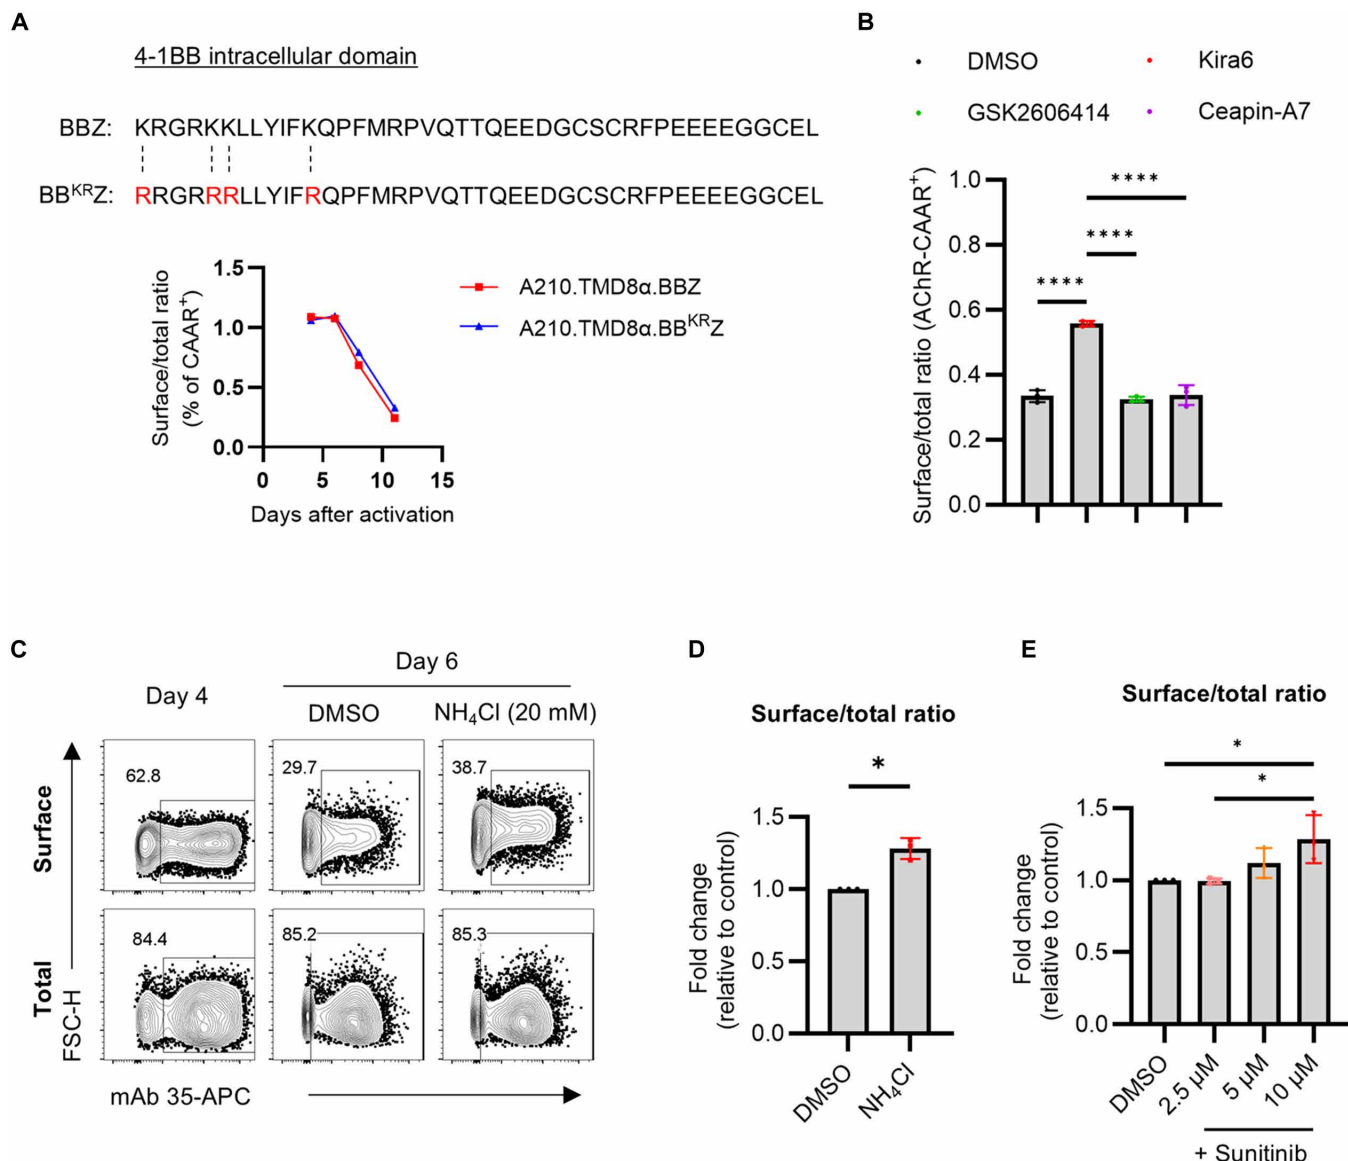 A
4-1BB intracellular domain
BBZ: KRGRKKLLYIFKQPFMRPVQTTQEEDGCSCRFPEEEEGGCEL
BB^KRZ: RRGRRRLLYIFRQPFMRPVQTTQEEDGCSCRFPEEEEGGCEL
Surface/total ratio
(% of CAAR+)
1.5
1.0
0.5
0.0
0 5 10 15
Days after activation
A210.TMD8α.BBZ
A210.TMD8α.BB^KRZ
B
DMSO Kira6
GSK2606414 Ceapin-A7
Surface/total ratio (AChR-CAAR+)
1.0
0.8
0.6
0.4
0.2
0.0
****
****
****
C
Day 4
Day 6
DMSO NH4Cl (20 mM)
Surface
62.8 29.7 38.7
Total
84.4 85.2 85.3
FSC-H
mAb 35-APC
D
Surface/total ratio
*
Fold change
(relative to control)
1.5
1.0
0.5
0.0
DMSO NH4Cl
E
Surface/total ratio
*
*
Fold change
(relative to control)
1.5
1.0
0.5
0.0
DMSO 2.5 µM 5 µM 10 µM
+ Sunitinib